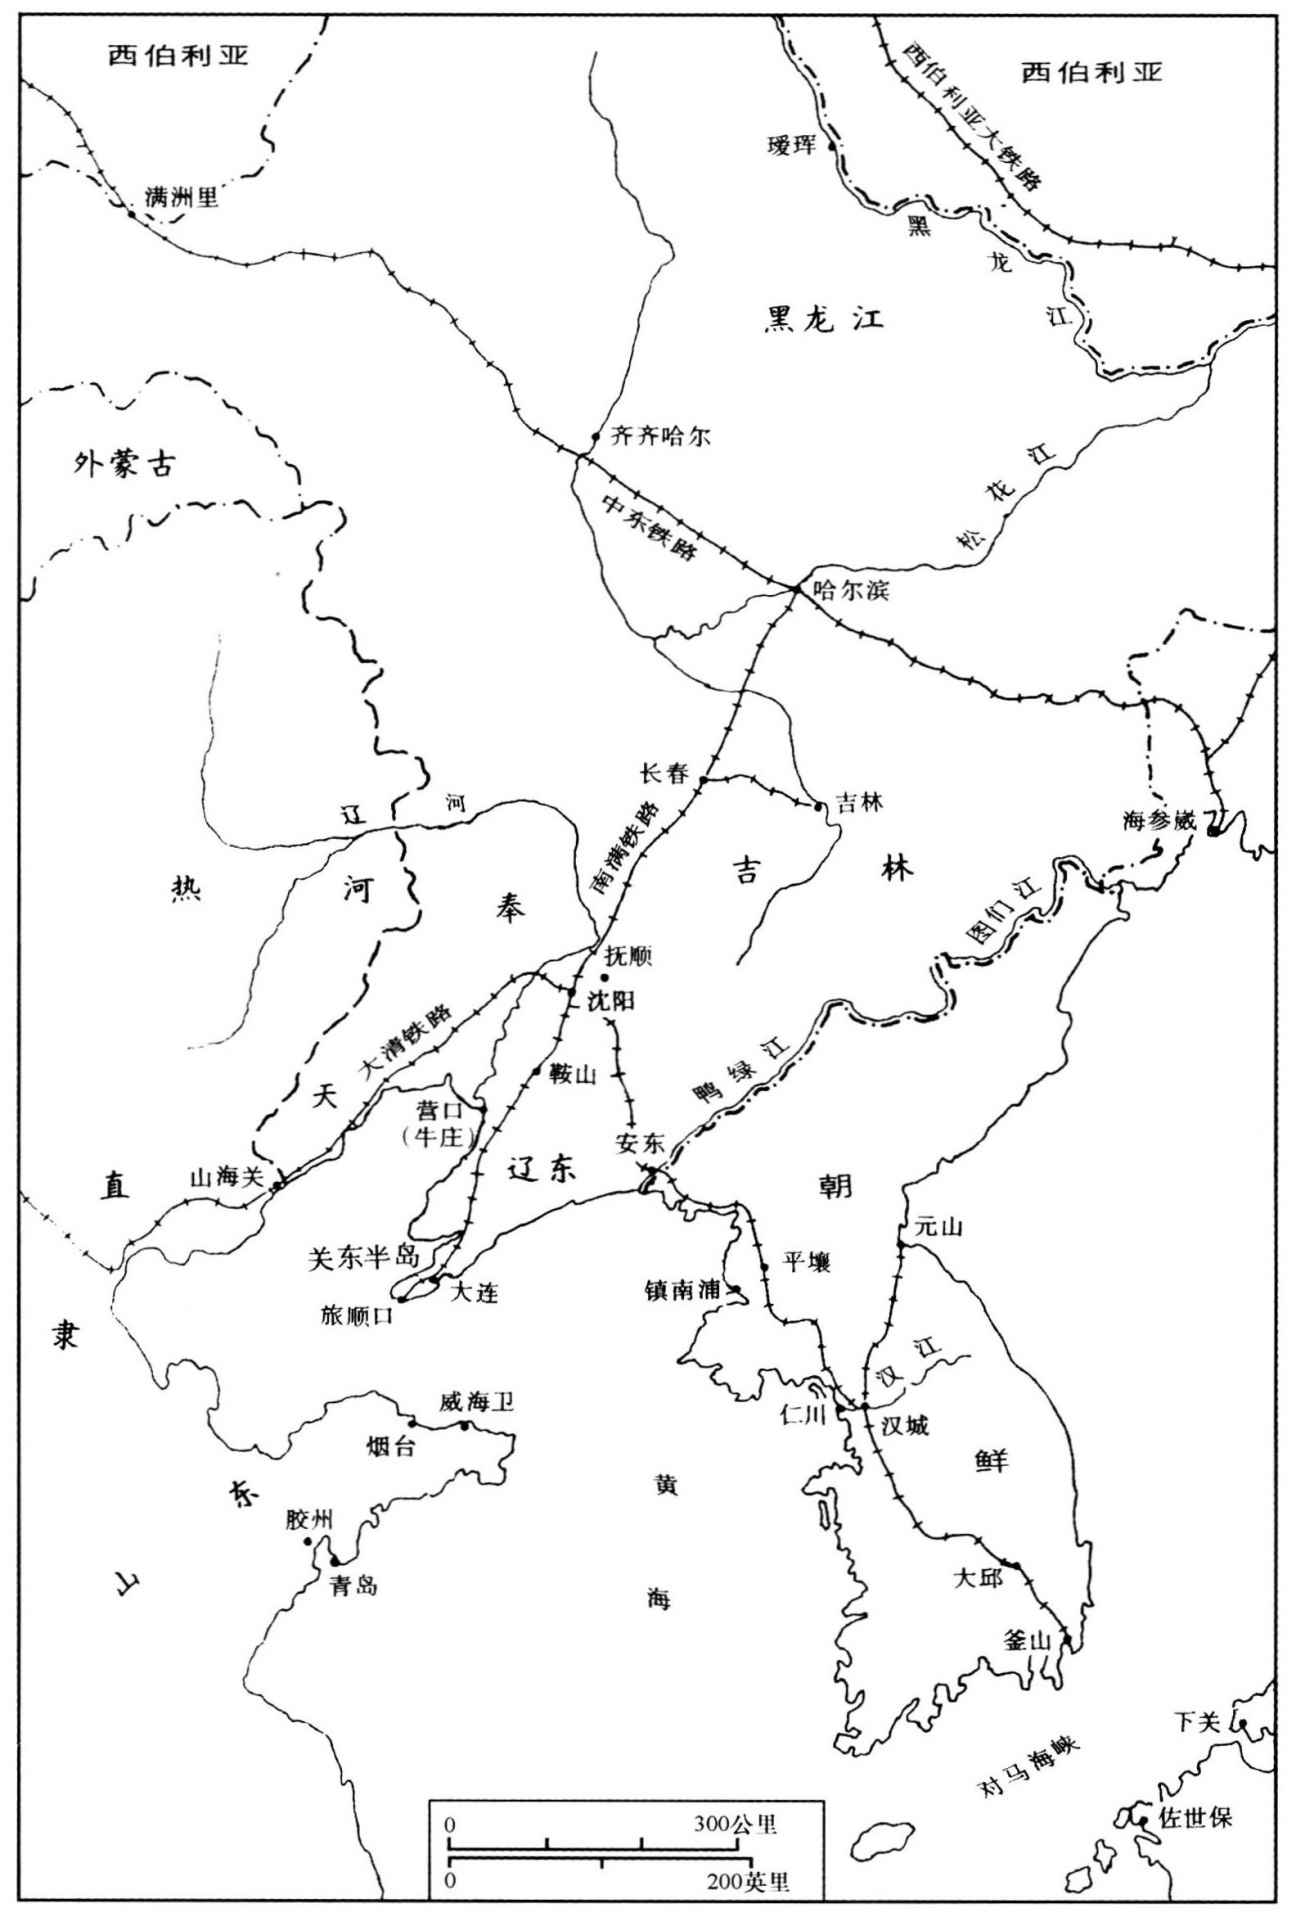 西伯利亚
西伯利亚
西伯利亚大铁路
瑷珲
满洲里
黑龙江
黑龙江
齐齐哈尔
外蒙古
松花江
中东铁路
哈尔滨
长春
吉林
海参崴
辽河
南满铁路
热河
吉林
奉天
图们江
抚顺
沈阳
大清铁路
鸭绿江
鞍山
营口
(牛庄)
安东
辽东
山海关
直隶
朝鲜
元山
关东半岛
平壤
大连
镇南浦
旅顺口
汉江
威海卫
仁川
汉城
烟台
黄海
山东
胶州
青岛
大邱
釜山
下关
对马海峡
佐世保
0 300公里
0 200英里